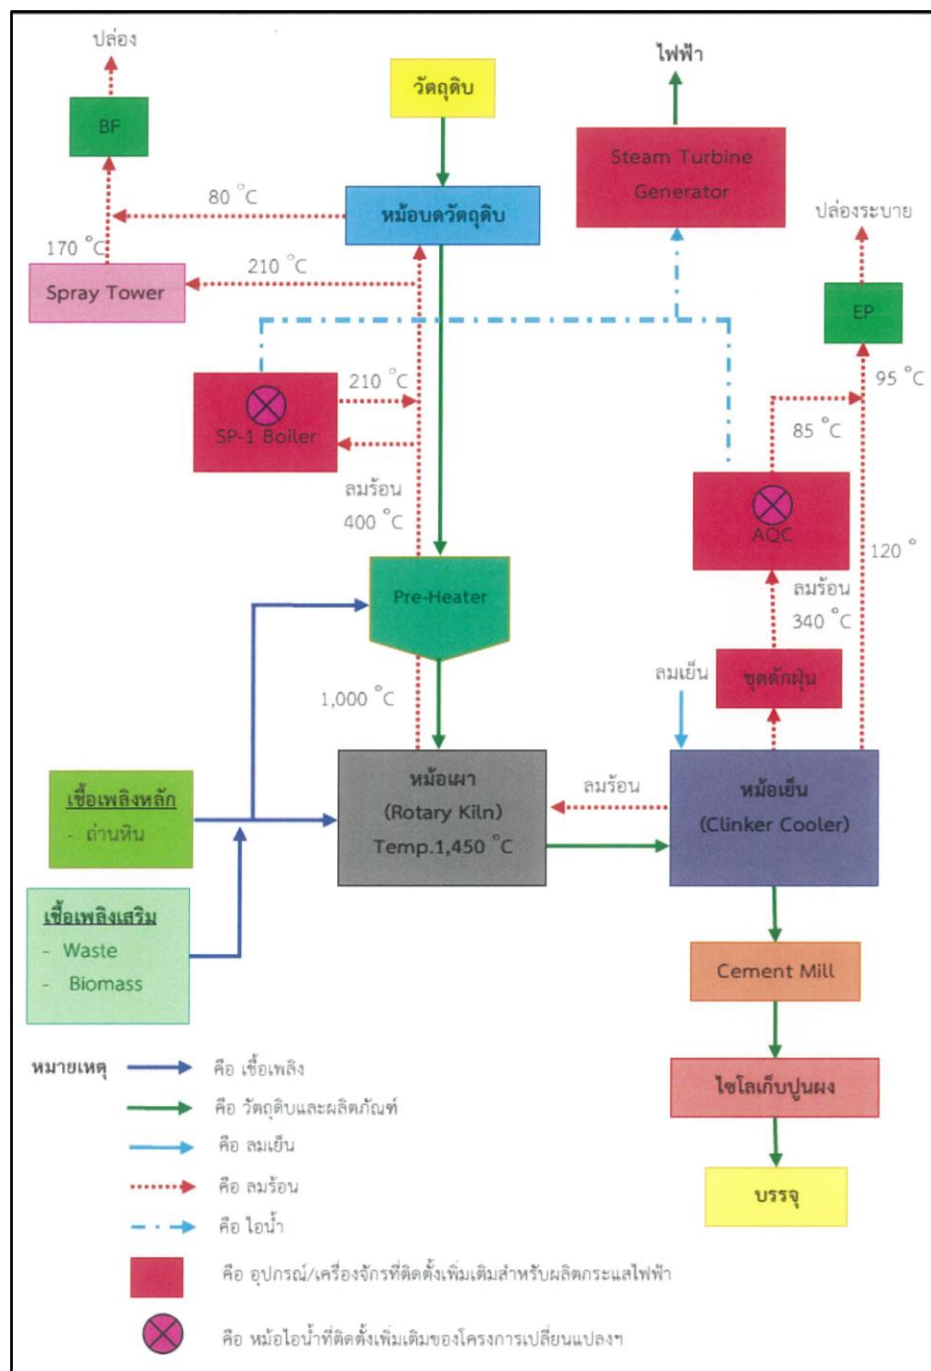 ปล่อง
BF
วัตถุดิบ
ไฟฟ้า
Steam Turbine
Generator
80 °C
หม้อบดวัตถุดิบ
ปล่องระบาย
170 °C
210 °C
Spray Tower
EP
95 °C
210 °C
SP-1 Boiler
85 °C
ลมร้อน
400 °C
AQC
120 °
Pre-Heater
ลมร้อน
340 °C
ลมเย็น
ชุดดักฝุ่น
1,000 °C
เชื้อเพลิงหลัก
- ถ่านหิน
หม้อเผา
(Rotary Kiln)
Temp.1,450 °C
ลมร้อน
หม้อเย็น
(Clinker Cooler)
เชื้อเพลิงเสริม
- Waste
- Biomass
Cement Mill
ไซโลเก็บปูนผง
บรรจุ
หมายเหตุ
คือ เชื้อเพลิง
คือ วัตถุดิบและผลิตภัณฑ์
คือ ลมเย็น
คือ ลมร้อน
คือ ไอน้ำ
คือ อุปกรณ์/เครื่องจักรที่ติดตั้งเพิ่มเติมสำหรับผลิตกระแสไฟฟ้า
คือ หม้อไอน้ำที่ติดตั้งเพิ่มเติมของโครงการเปลี่ยนแปลงฯ